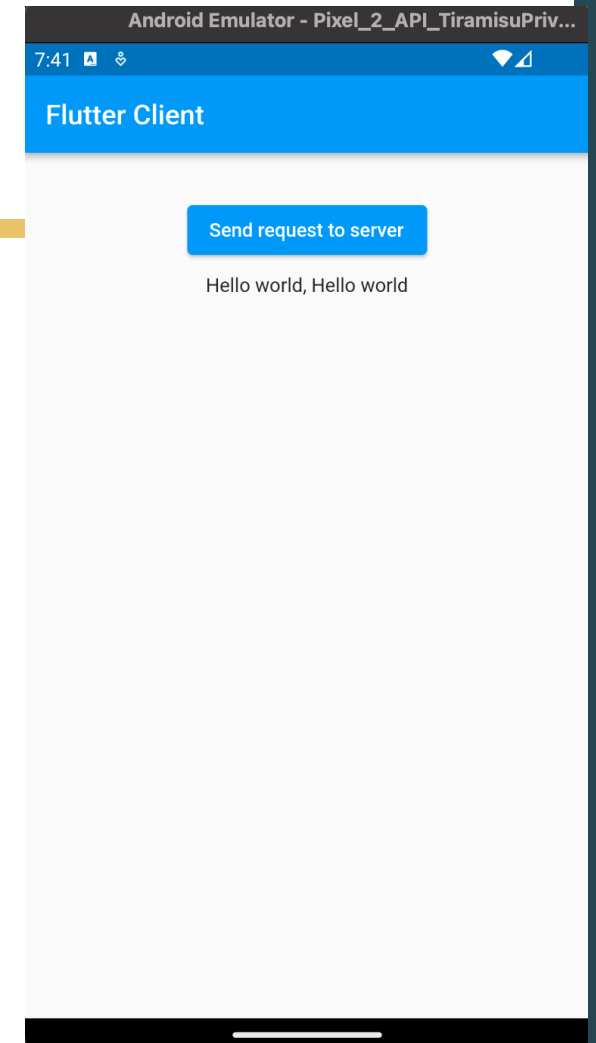 Android Emulator - Pixel_2_API_TiramisuPriv...
7:41 A
Flutter Client
Send request to server
Hello world, Hello world